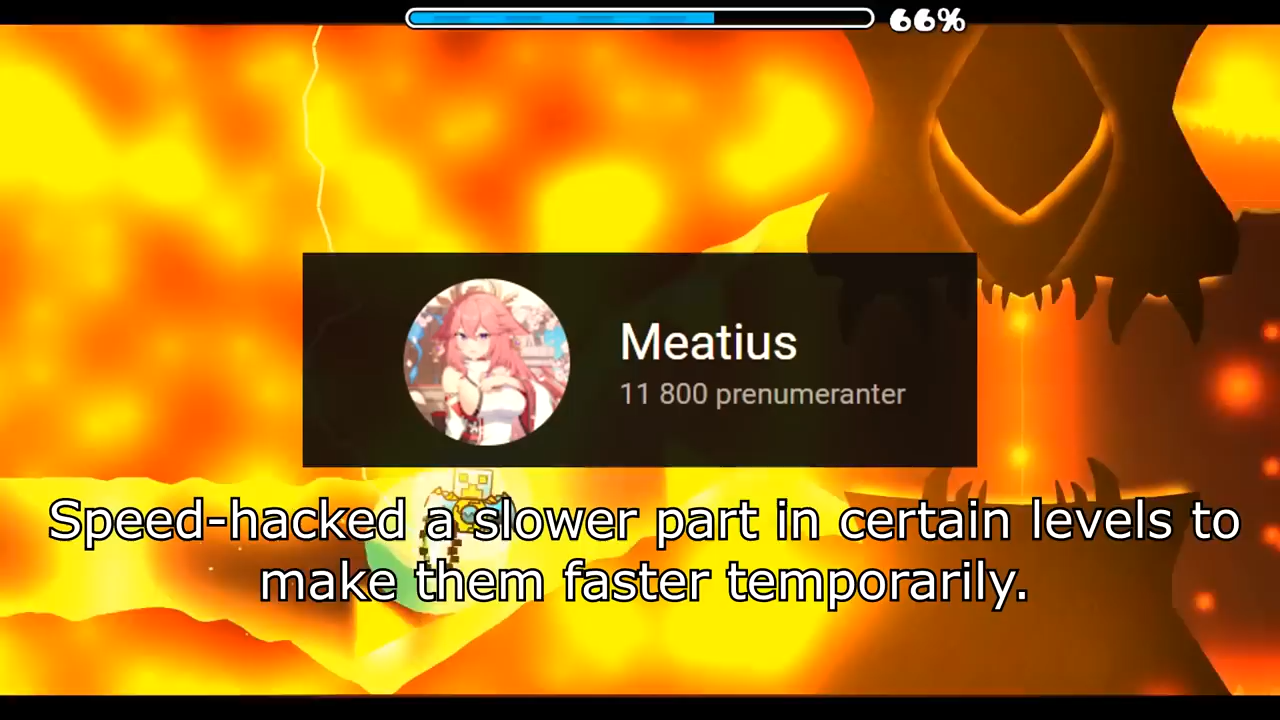 66%
Meatius
11 800 prenumeranter
Speed-hacked a slower part in certain levels to
make them faster temporarily.